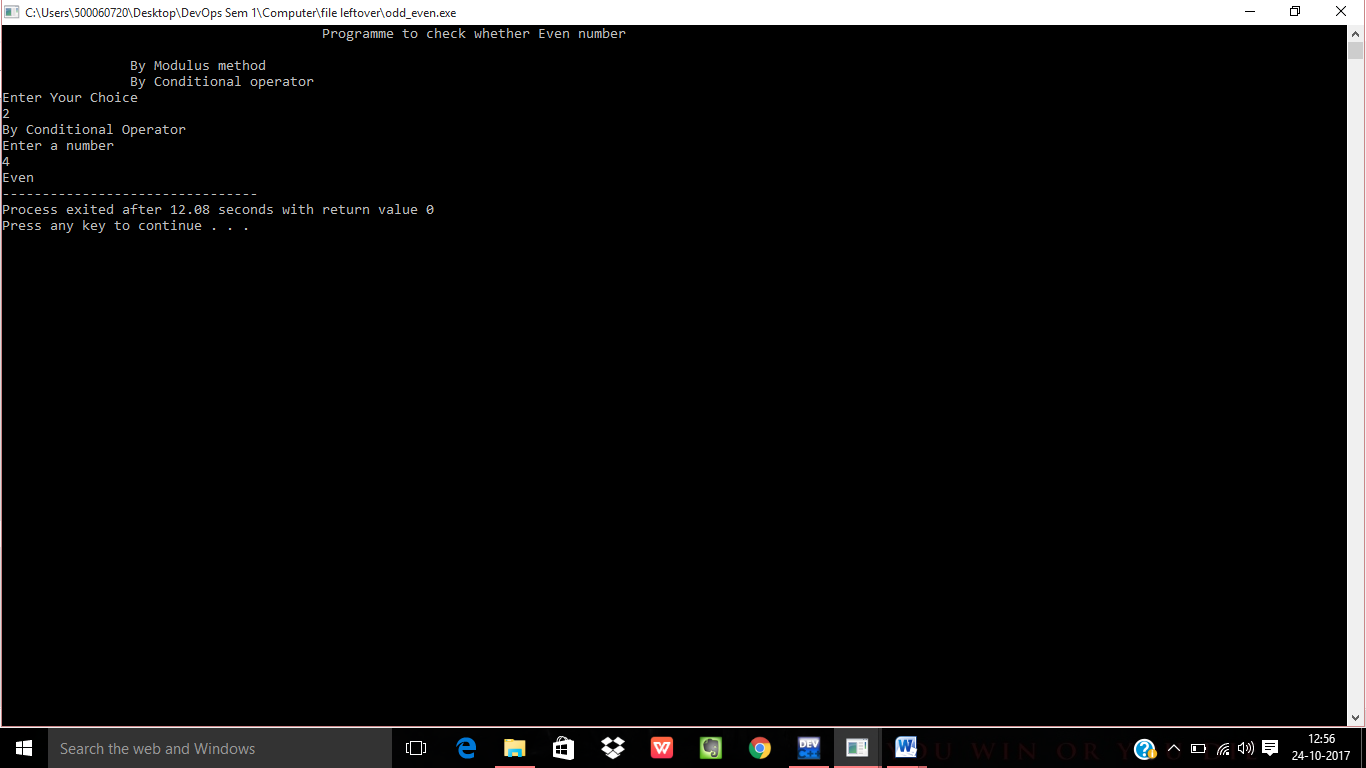 C:\Users\500060720\Desktop\DevOps Sem 1\Computer\file leftover\odd_even.exe
Programme to check whether Even number
By Modulus method
By Conditional operator
Enter Your Choice
2
By Conditional Operator
Enter a number
4
Even
--------------------------------
Process exited after 12.08 seconds with return value 0
Press any key to continue . . .
Search the web and Windows
W
DEV
C++
W
YOU WIN OR Y
12:56
24-10-2017